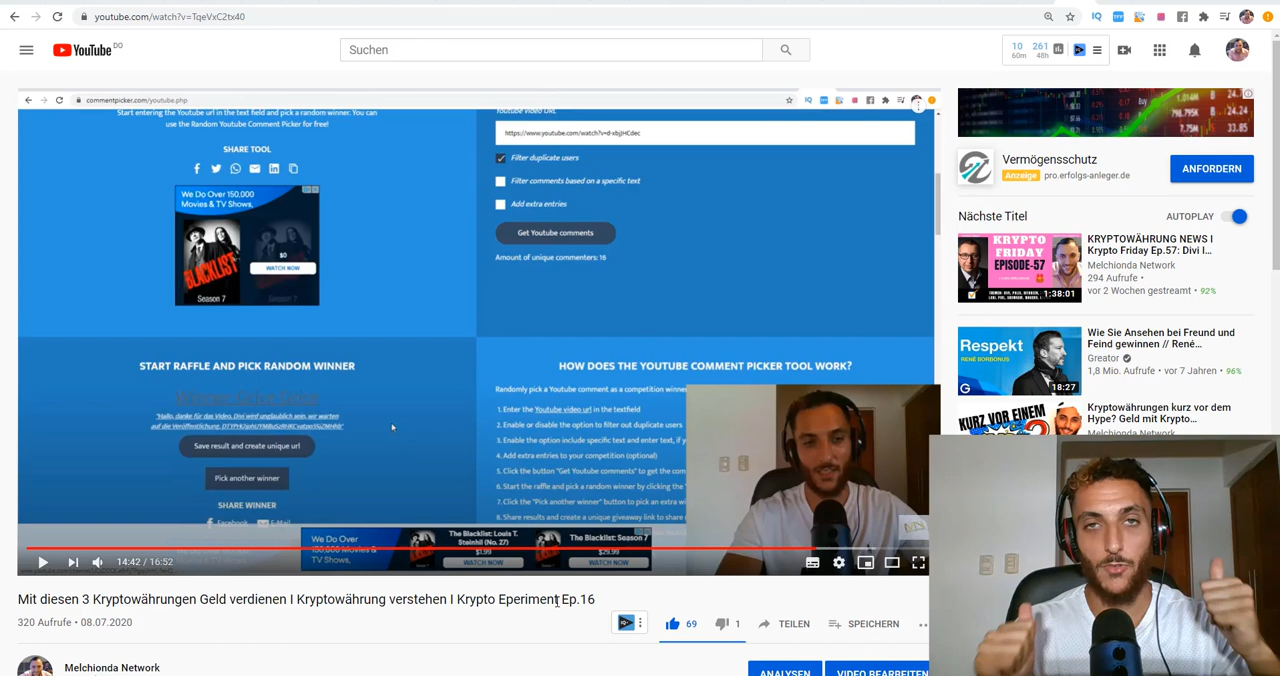 youtube.com/watch?v=TqeVxC2tx40
YouTube DO
Suchen
10 261
60m 48h
commentpicker.com/youtube.php
Start entering the Youtube url in the text field and pick a random winner. You can
use the Random Youtube Comment Picker for free!
SHARE TOOL
We Do Over 150,000
Movies & TV Shows,
BLACKLIST
$0
WATCH NOW
Season 7
Youtube Video URL
Filter duplicate users
Filter comments based on a specific text
Add extra entries
Get Youtube comments
Amount of unique commenters: 16
START RAFFLE AND PICK RANDOM WINNER
Save result and create unique url
Pick another winner
SHARE WINNER
Facebook E-Mail
HOW DOES THE YOUTUBE COMMENT PICKER TOOL WORK?
Randomly pick a Youtube comment as a competition winne
1. Enter the Youtube video url in the textfield
2. Enable or disable the option to filter out duplicate users
3. Enable the option include specific text and enter text, if y
4. Add extra entries to your competition (optional)
5. Click the button "Get Youtube comments" to get the com
6. Start the raffle and pick a random winner by clicking the
7. Click the "Pick another winner" button to pick an extra wi
8. Share results and create a unique giveaway link to share
We Do Over
150,000
Movies &
TV Shows,
The Blacklist: Louis T.
Steinhil (No. 27)
$1.99
WATCH NOW
The Blacklist: Season 7
$29.99
WATCH NOW
14:42 / 16:52
Mit diesen 3 Kryptowährungen Geld verdienen I Kryptowährung verstehen I Krypto Eperiment Ep.16
320 Aufrufe • 08.07.2020
69 1 TEILEN SPEICHERN
Melchionda Network
ANALYSEN VIDEO BEARBEITEN
Vermögensschutz
Anzeige pro.erfolgs-anleger.de
ANFORDERN
Nächste Titel AUTOPLAY
KRYPTO
FRIDAY
EPISODE-57
1:38:01
KRYPTOWÄHRUNG NEWS I
Krypto Friday Ep.57: Divi I...
Melchionda Network
294 Aufrufe •
vor 2 Wochen gestreamt • 92%
Respekt
RENÉ BORBONUS
18:27
Wie Sie Ansehen bei Freund und
Feind gewinnen // René...
Greator
1,8 Mio. Aufrufe • vor 7 Jahren • 96%
KURZ VOR EINEM
Kryptowährungen kurz vor dem
Hype? Geld mit Krypto...
Melchionda Network